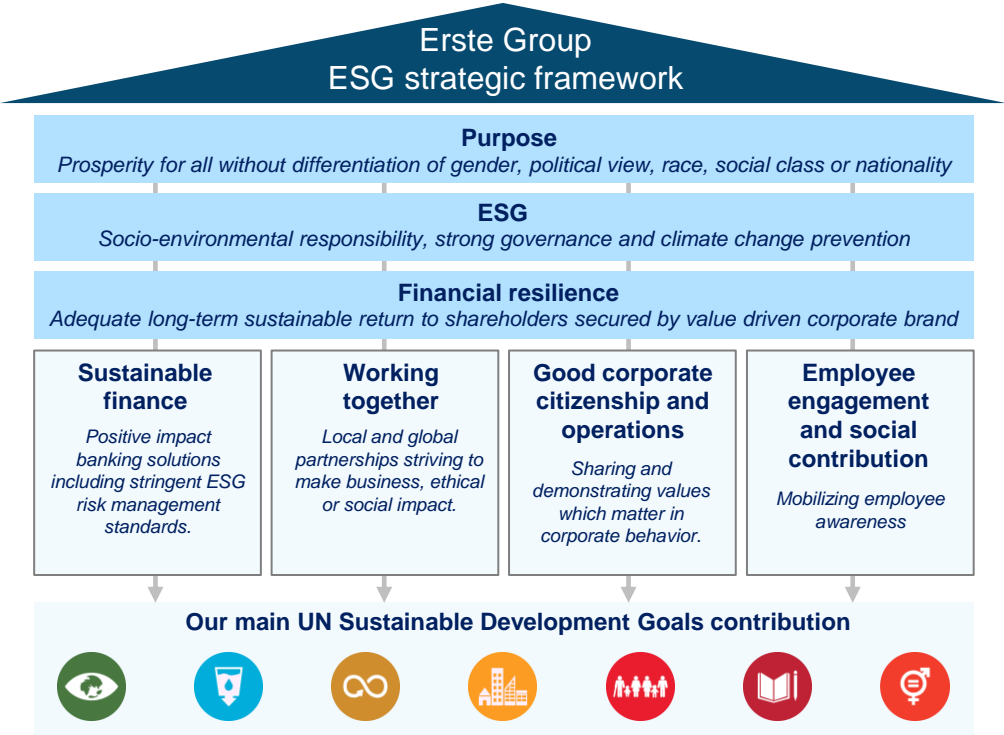 Erste Group
ESG strategic framework
Purpose
Prosperity for all without differentiation of gender, political view, race, social class or nationality
ESG
Socio-environmental responsibility, strong governance and climate change prevention
Financial resilience
Adequate long-term sustainable return to shareholders secured by value driven corporate brand
Sustainable
finance
Positive impact
banking solutions
including stringent ESG
risk management
standards.
Working
together
Local and global
partnerships striving to
make business, ethical
or social impact.
Good corporate
citizenship and
operations
Sharing and
demonstrating values
which matter in
corporate behavior.
Employee
engagement
and social
contribution
Mobilizing employee
awareness
Our main UN Sustainable Development Goals contribution